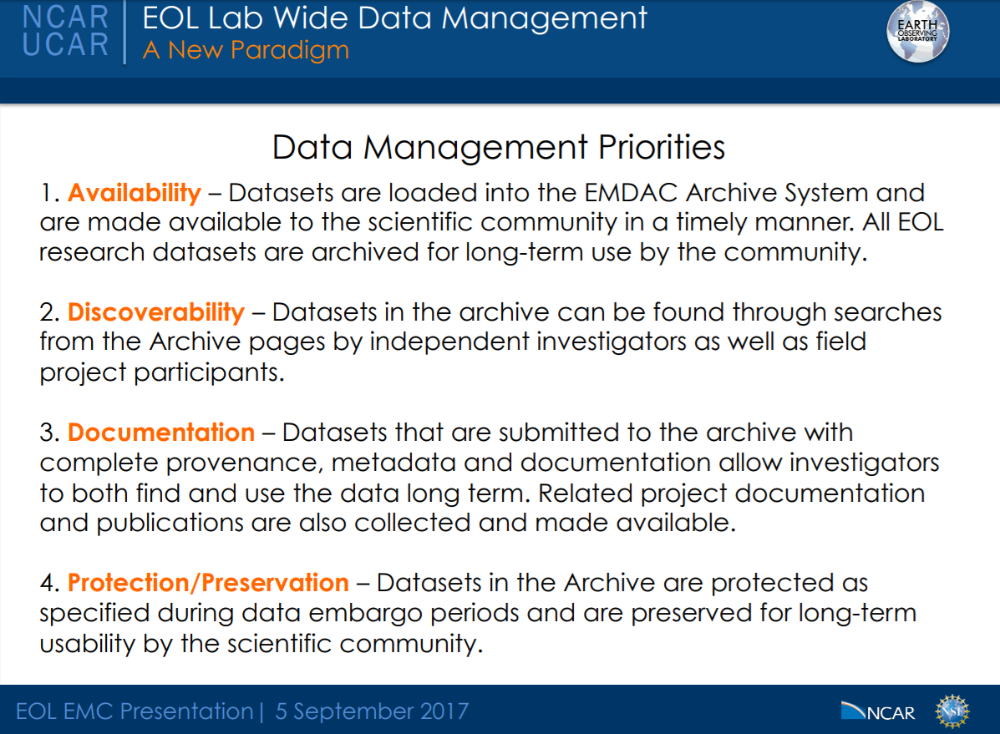 NCAR
UCAR
EOL Lab Wide Data Management
A New Paradigm
EARTH
OBSERVING
LABORATORY
Data Management Priorities
1. Availability – Datasets are loaded into the EMDAC Archive System and
are made available to the scientific community in a timely manner. All EOL
research datasets are archived for long-term use by the community.
2. Discoverability – Datasets in the archive can be found through searches
from the Archive pages by independent investigators as well as field
project participants.
3. Documentation – Datasets that are submitted to the archive with
complete provenance, metadata and documentation allow investigators
to both find and use the data long term. Related project documentation
and publications are also collected and made available.
4. Protection/Preservation – Datasets in the Archive are protected as
specified during data embargo periods and are preserved for long-term
usability by the scientific community.
EOL EMC Presentation| 5 September 2017
NCAR
NSF